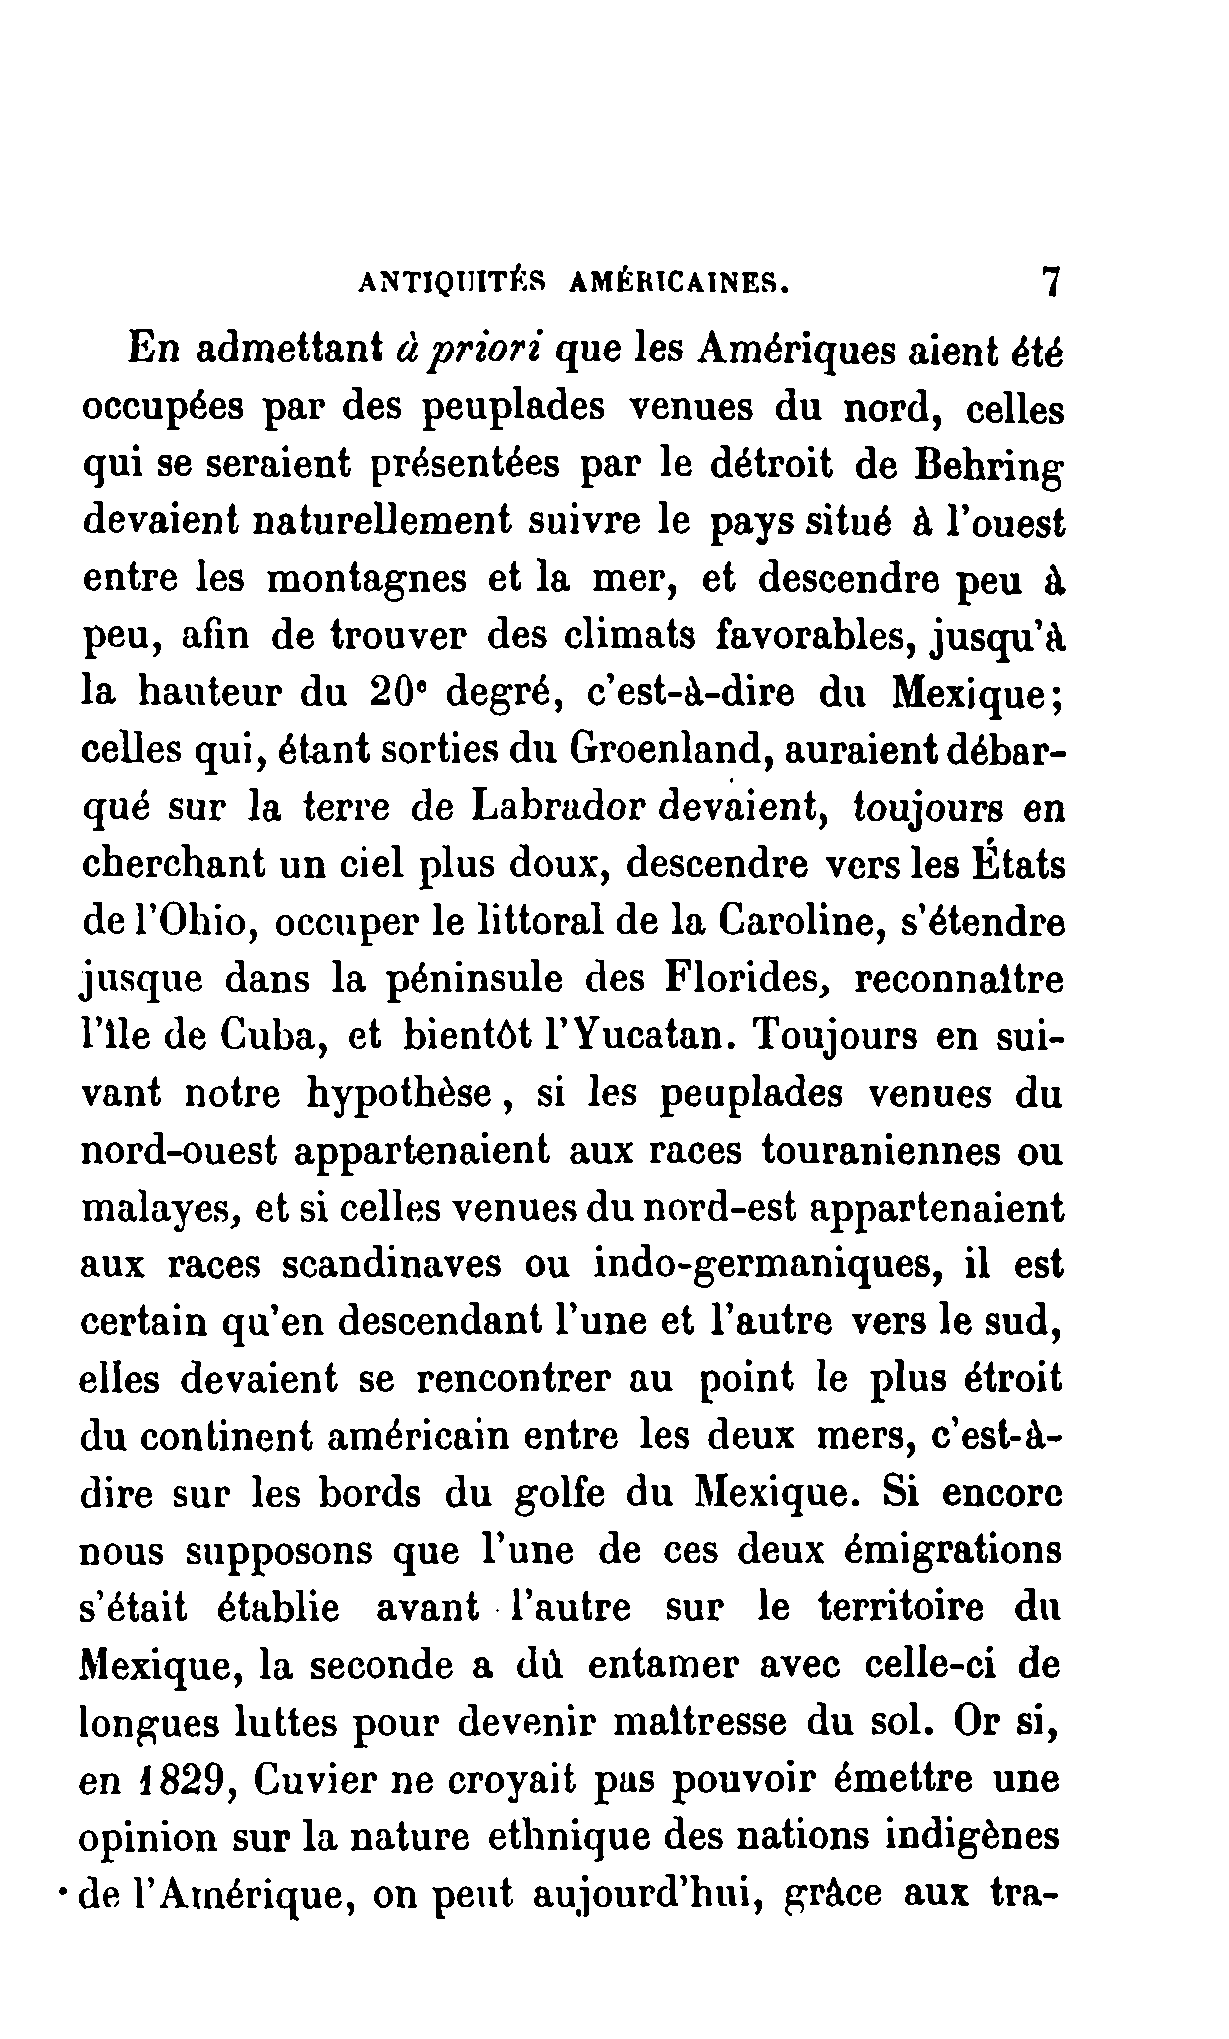 ANTIQUITÉS AMÉRICAINES. 7
En admettant à priori que les Amériques aient été
occupées par des peuplades venues du nord, celles
qui se seraient présentées par le détroit de Behring
devaient naturellement suivre le pays situé à l'ouest
entre les montagnes et la mer, et descendre peu à
peu, afin de trouver des climats favorables, jusqu'à
la hauteur du 20e degré, c'est-à-dire du Mexique;
celles qui, étant sorties du Groenland, auraient débar-
qué sur la terre de Labrador devaient, toujours en
cherchant un ciel plus doux, descendre vers les États
de l'Ohio, occuper le littoral de la Caroline, s'étendre
jusque dans la péninsule des Florides, reconnaître
l'île de Cuba, et bientôt l'Yucatan. Toujours en sui-
vant notre hypothèse, si les peuplades venues du
nord-ouest appartenaient aux races touraniennes ou
malayes, et si celles venues du nord-est appartenaient
aux races scandinaves ou indo-germaniques, il est
certain qu'en descendant l'une et l'autre vers le sud,
elles devaient se rencontrer au point le plus étroit
du continent américain entre les deux mers, c'est-à-
dire sur les bords du golfe du Mexique. Si encore
nous supposons que l'une de ces deux émigrations
s'était établie avant l'autre sur le territoire du
Mexique, la seconde a dû entamer avec celle-ci de
longues luttes pour devenir maîtresse du sol. Or si,
en 1829, Cuvier ne croyait pas pouvoir émettre une
opinion sur la nature ethnique des nations indigènes
de l'Amérique, on peut aujourd'hui, grâce aux tra-